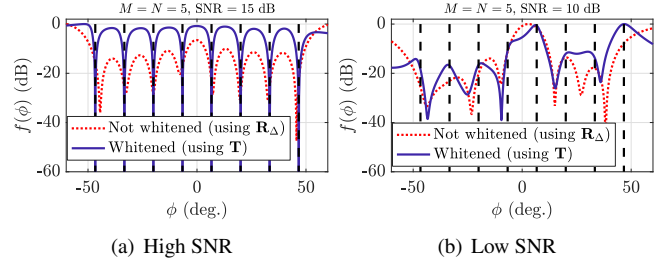 M = N = 5, SNR = 15 dB
f(ϕ) (dB)
0
-20
-40
-60
Not whitened (using R_Δ)
Whitened (using T)
-50
0
50
ϕ (deg.)
(a) High SNR
M = N = 5, SNR = 10 dB
f(ϕ) (dB)
0
-20
-40
-60
Not whitened (using R_Δ)
Whitened (using T)
-50
0
50
ϕ (deg.)
(b) Low SNR